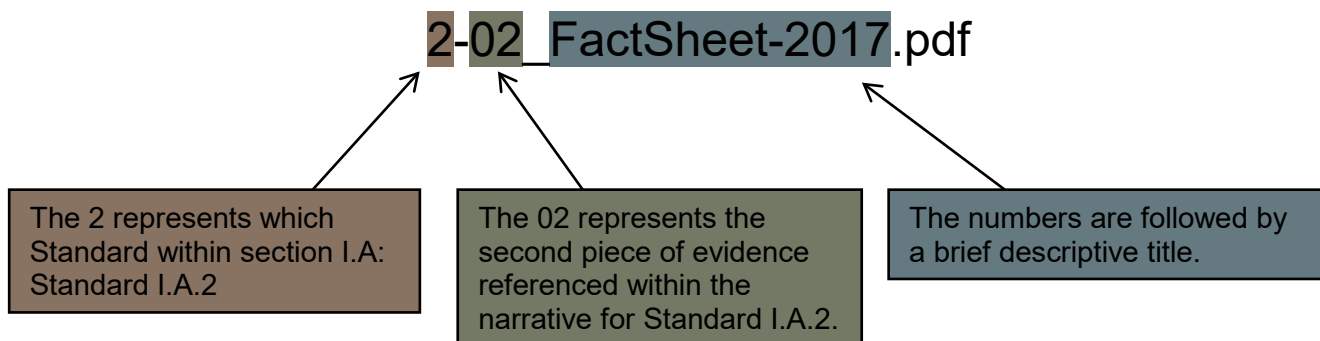 2-02_FactSheet-2017.pdf
The 2 represents which
Standard within section I.A:
Standard I.A.2
The 02 represents the
second piece of evidence
referenced within the
narrative for Standard I.A.2.
The numbers are followed by
a brief descriptive title.